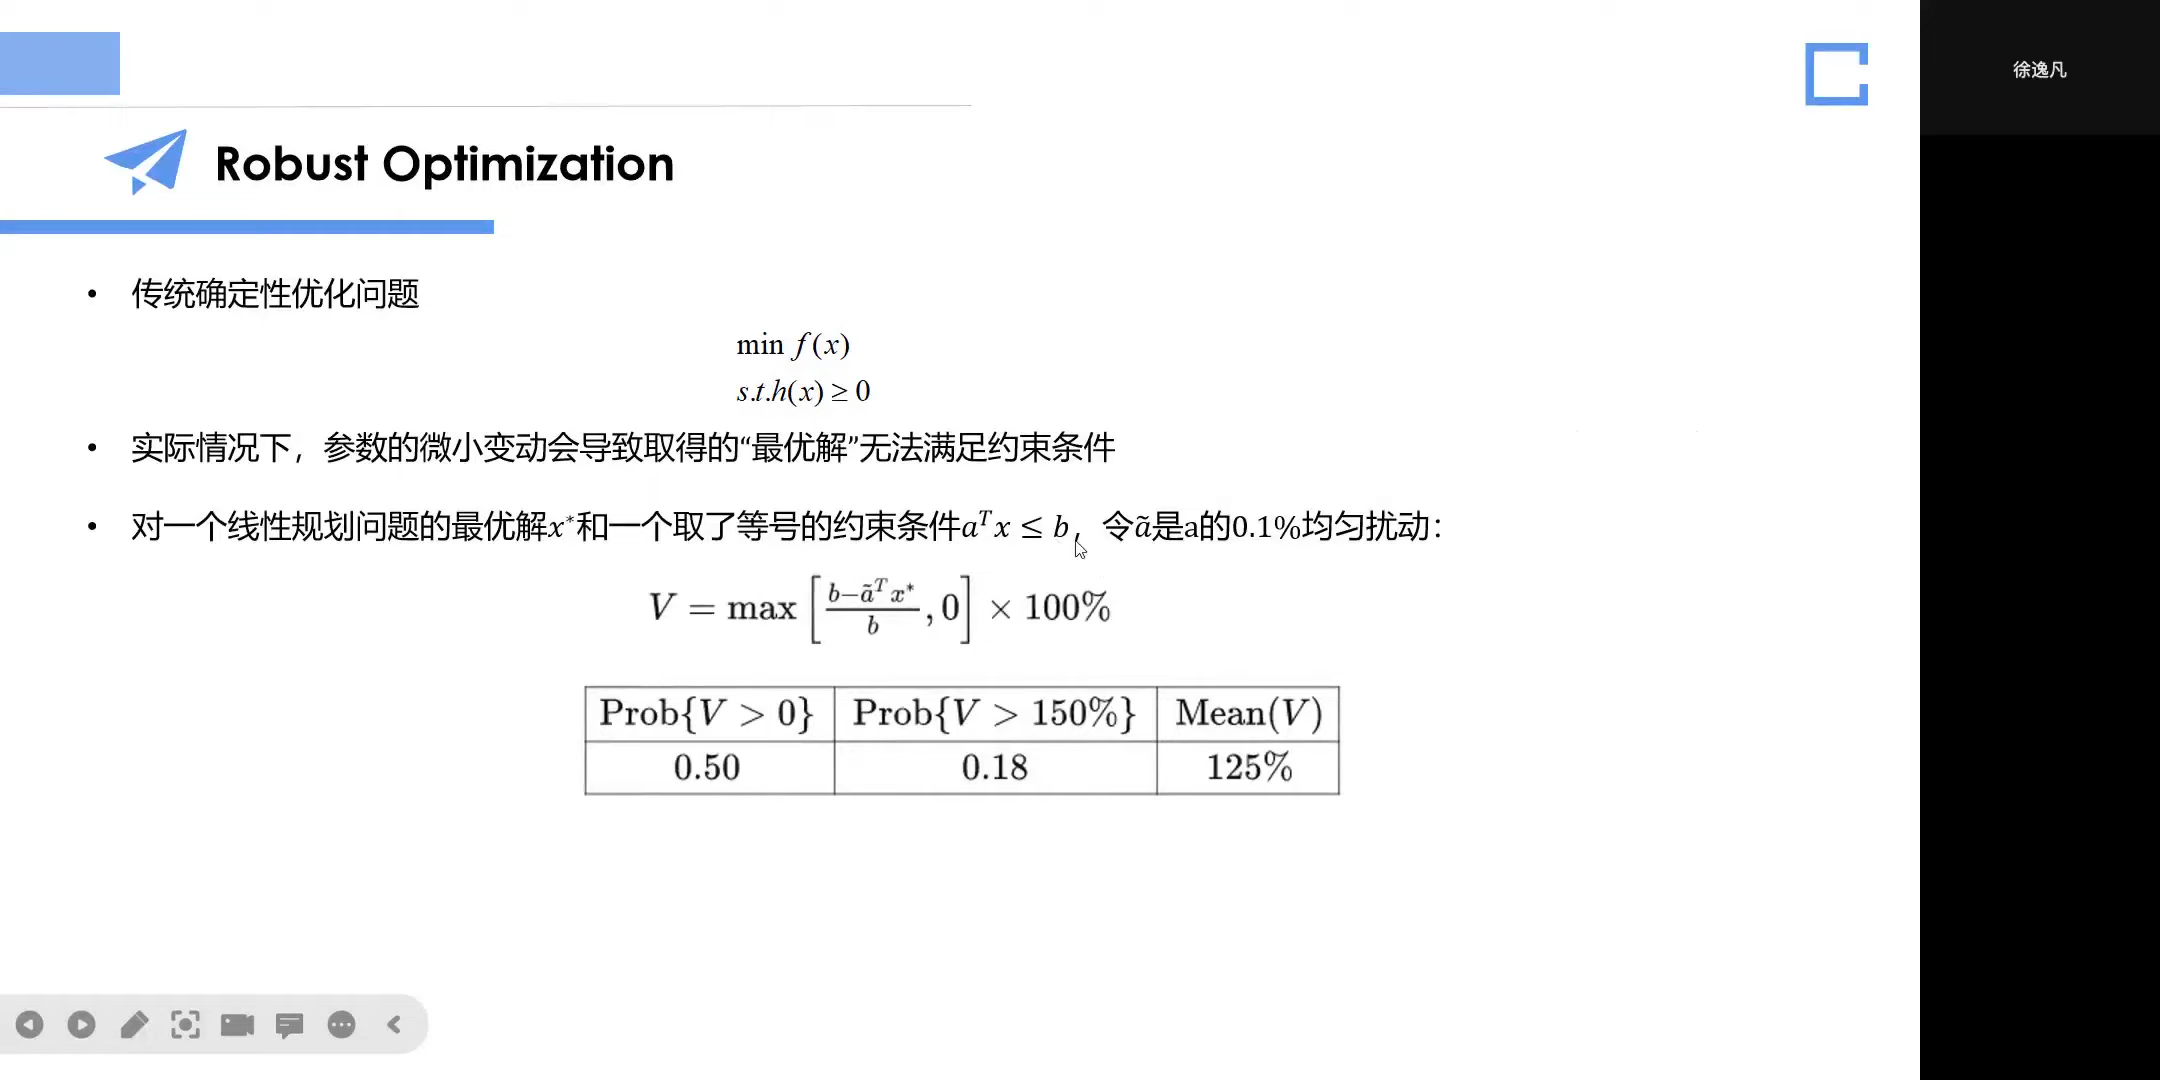 徐逸凡
Robust Optimization
• 传统确定性优化问题
min f(x)
s.t.h(x) ≥ 0
• 实际情况下，参数的微小变动会导致取得的“最优解”无法满足约束条件
• 对一个线性规划问题的最优解x*和一个取了等号的约束条件aᵀx ≤ b，令ã是a的0.1%均匀扰动：
V = max [ (b−ãᵀx*)/b , 0 ] × 100%
Prob{V > 0} Prob{V > 150%} Mean(V)
0.50 0.18 125%